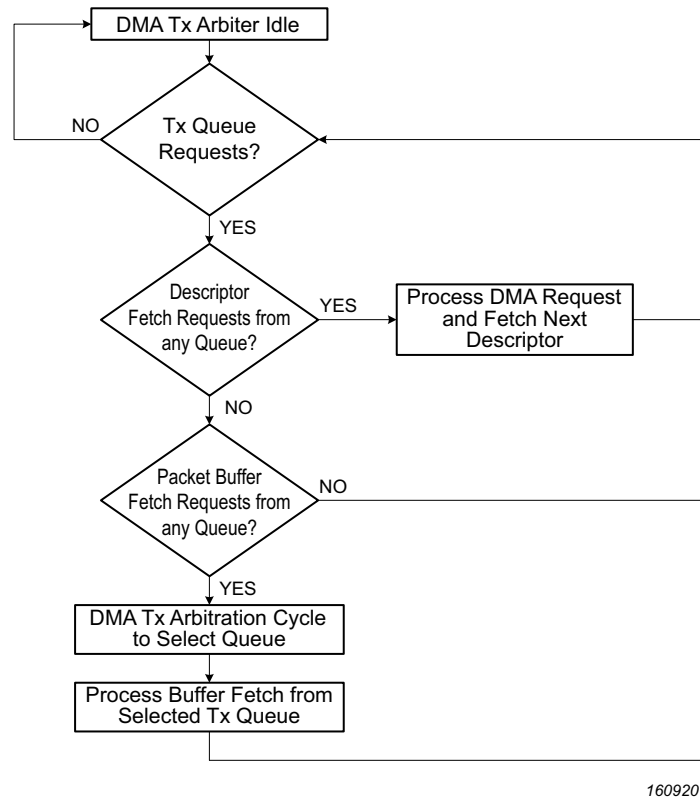 DMA Tx Arbiter Idle
NO
Tx Queue
Requests?
YES
Descriptor
Fetch Requests from
any Queue?
YES
Process DMA Request
and Fetch Next
Descriptor
NO
Packet Buffer
Fetch Requests from
any Queue?
NO
YES
DMA Tx Arbitration Cycle
to Select Queue
Process Buffer Fetch from
Selected Tx Queue
160920